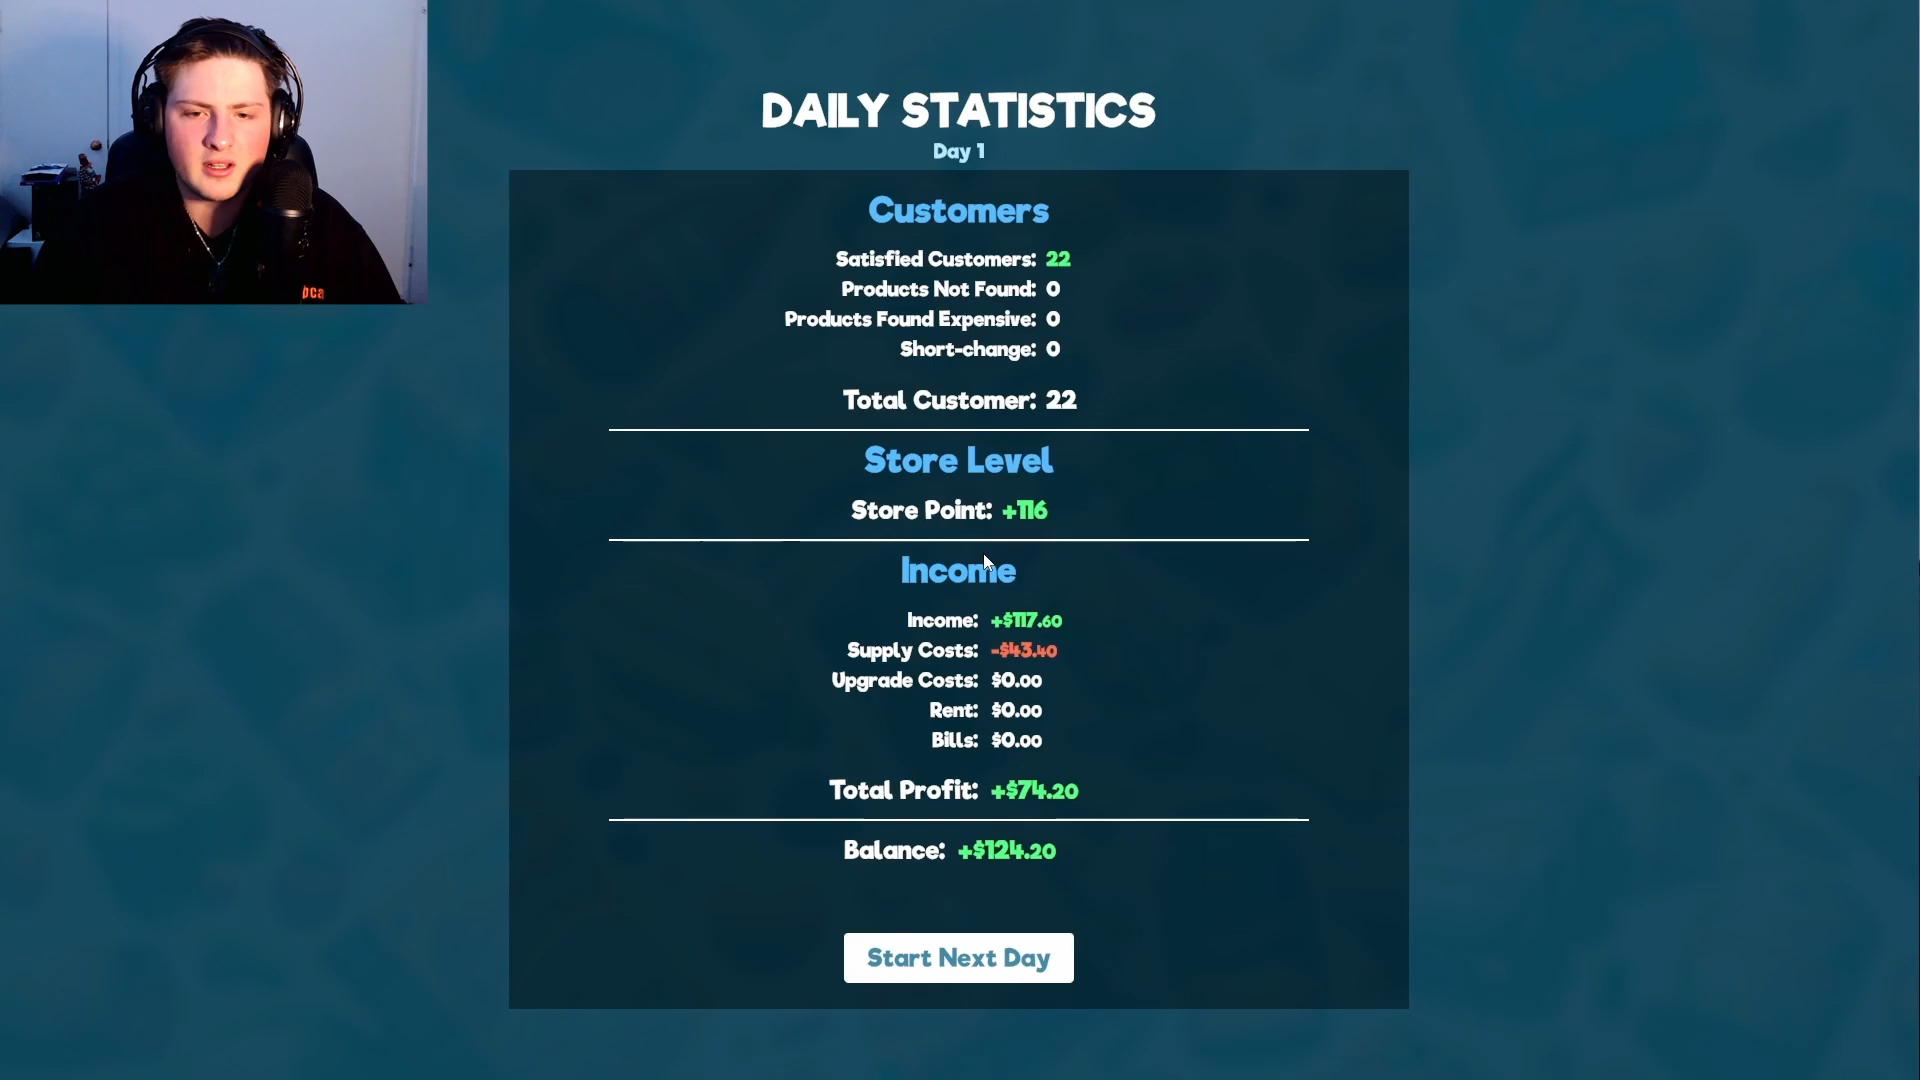 DAILY STATISTICS
Day 1
Customers
Satisfied Customers: 22
Products Not Found: 0
Products Found Expensive: 0
Short-change: 0
Total Customer: 22
Store Level
Store Point: +116
Income
Income: +$117.60
Supply Costs: -$43.40
Upgrade Costs: $0.00
Rent: $0.00
Bills: $0.00
Total Profit: +$74.20
Balance: +$124.20
Start Next Day